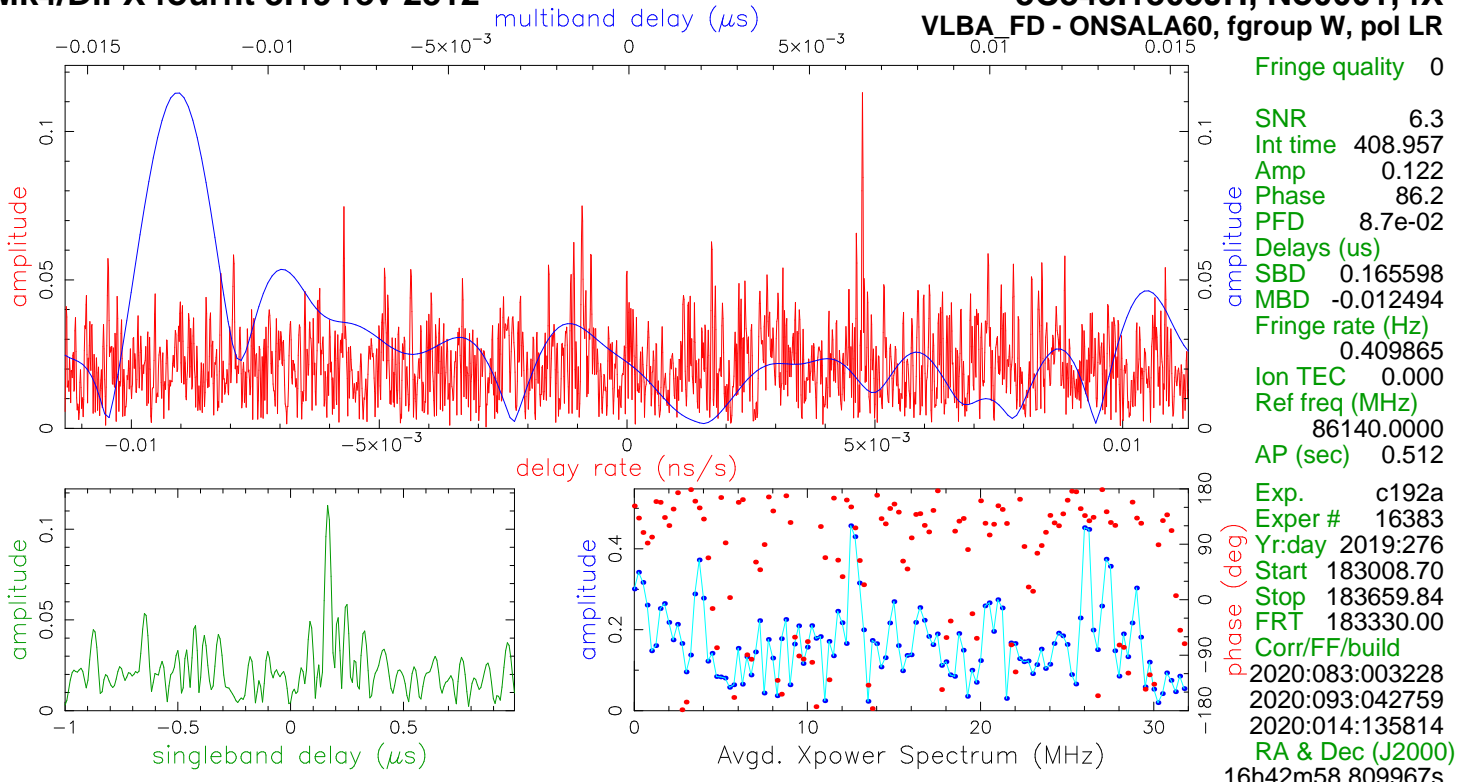 multiband delay (μs)
VLBA_FD - ONSALA60, fgroup W, pol LR
−0.015 −0.01 −5×10⁻³ 0 5×10⁻³ 0.01 0.015
Fringe quality 0
SNR 6.3
Int time 408.957
Amp 0.122
Phase 86.2
PFD 8.7e-02
Delays (us)
SBD 0.165598
MBD -0.012494
Fringe rate (Hz)
0.409865
Ion TEC 0.000
Ref freq (MHz)
86140.0000
AP (sec) 0.512
Exp. c192a
Exper # 16383
Yr:day 2019:276
Start 183008.70
Stop 183659.84
FRT 183330.00
Corr/FF/build
2020:083:003228
2020:093:042759
2020:014:135814
RA & Dec (J2000)
16h42m58.809967s
amplitude
0 0.05 0.1
amplitude
0 0.05 0.1
−0.01 −5×10⁻³ 0 5×10⁻³ 0.01
delay rate (ns/s)
amplitude
0 0.05 0.1
−1 −0.5 0 0.5
singleband delay (μs)
amplitude
0 0.2 0.4
phase (deg)
−180 −90 0 90 180
0 10 20 30
Avgd. Xpower Spectrum (MHz)